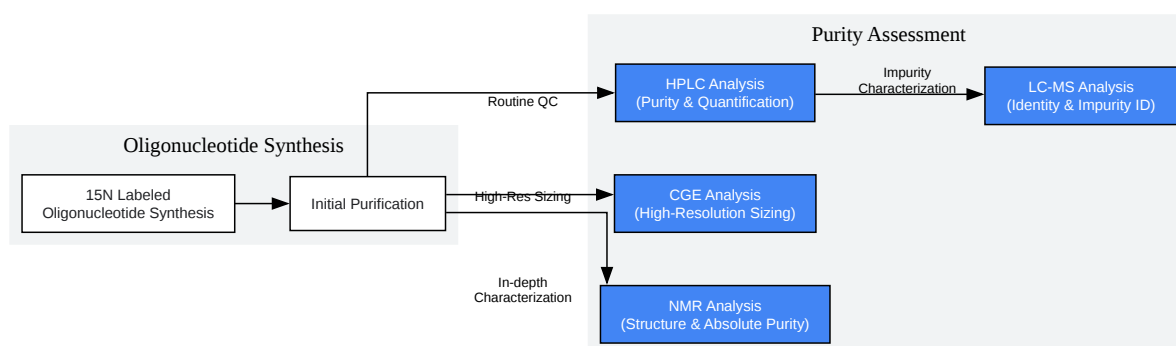 Purity Assessment
HPLC Analysis
(Purity & Quantification)
Impurity
Characterization
LC-MS Analysis
(Identity & Impurity ID)
Routine QC
Oligonucleotide Synthesis
15N Labeled
Oligonucleotide Synthesis
Initial Purification
High-Res Sizing
CGE Analysis
(High-Resolution Sizing)
In-depth
Characterization
NMR Analysis
(Structure & Absolute Purity)